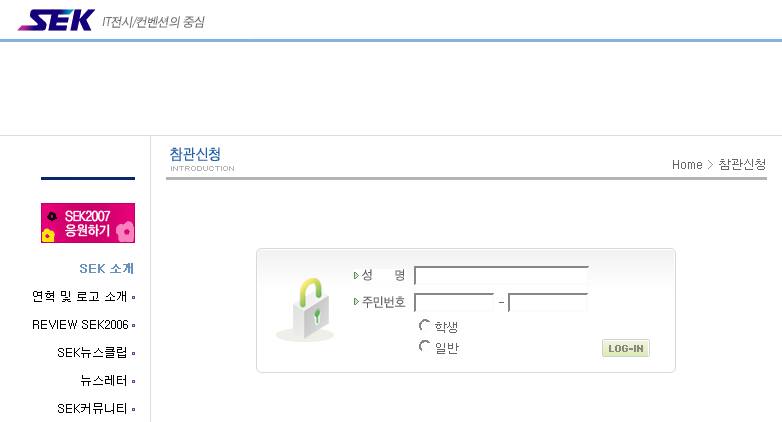 SEK IT전시/컨벤션의 중심
참관신청
INTRODUCTION
Home > 참관신청
SEK2007
응원하기
SEK 소개
연혁 및 로고 소개
REVIEW SEK2006
SEK뉴스클립
뉴스레터
SEK커뮤니티
성 명
주민번호 -
학생
일반
LOG-IN